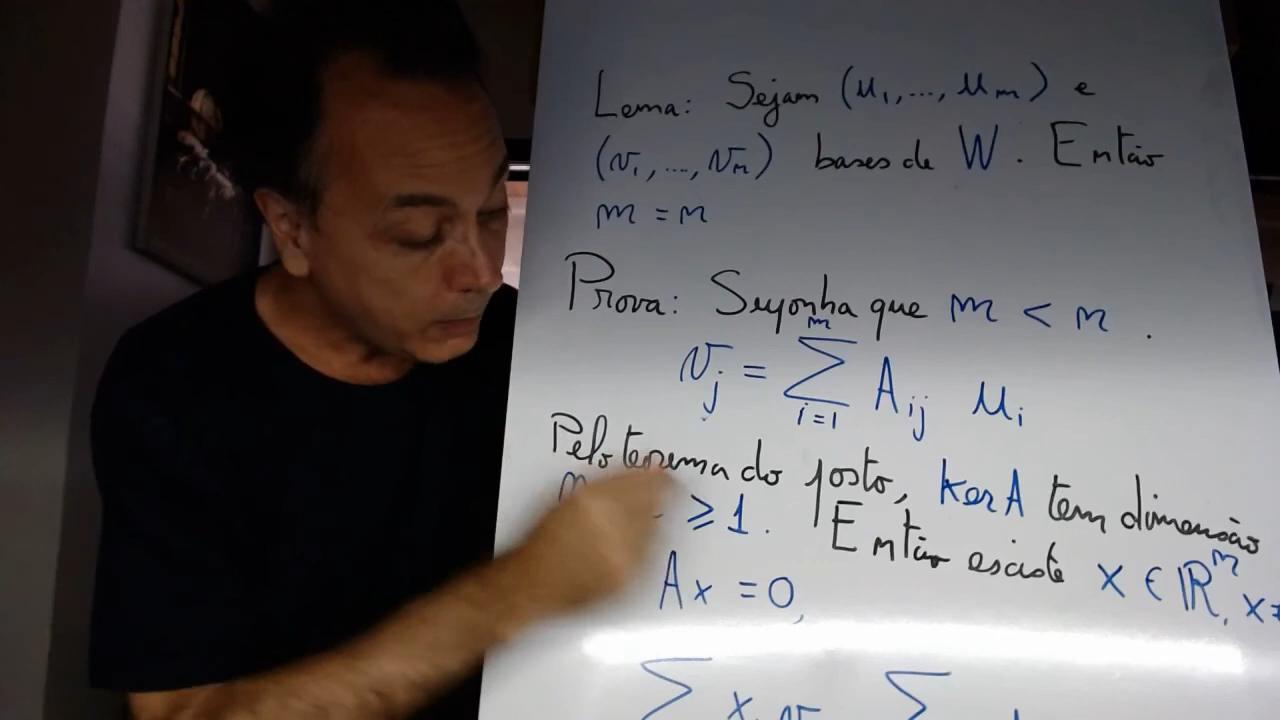 Lema: Sejam (u₁,..., uₘ) e
(v₁,..., vₙ) bases de W. Então
m = n
Prova: Suponha que m < n.
vⱼ = ∑ᵢ₌₁ᵐ Aᵢⱼ uᵢ
Pelo teorema do posto, ker A tem dimensão
≥ 1. Então existe x ∈ ℝⁿ, x
Ax = 0,
∑ x v ∑